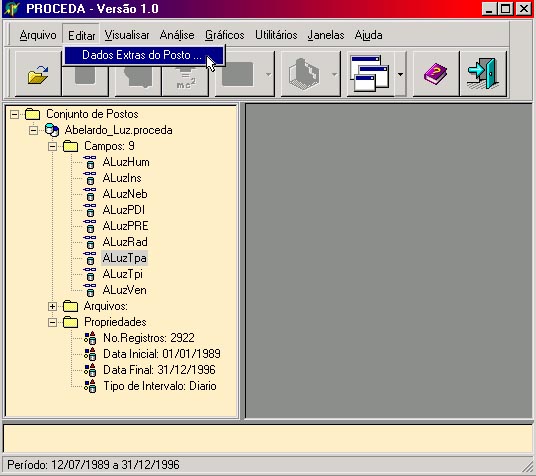 PROCEDA - Versão 1.0
Arquivo Editar Visualisar Análise Gráficos Utilitários Janelas Ajuda
Dados Extras do Posto ...
mc²
Conjunto de Postos
Abelardo_Luz.proceda
Campos: 9
ALuzHum
ALuzIns
ALuzNeb
ALuzPDI
ALuzPRE
ALuzRad
ALuzTpa
ALuzTpi
ALuzVen
Arquivos:
Propriedades
No.Registros: 2922
Data Inicial: 01/01/1989
Data Final: 31/12/1996
Tipo de Intervalo: Diario
Período: 12/07/1989 a 31/12/1996